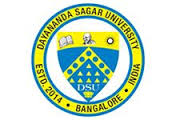 DAYANANDA SAGAR UNIVERSITY
DSU
ESTD 2014 • BANGALORE • INDIA